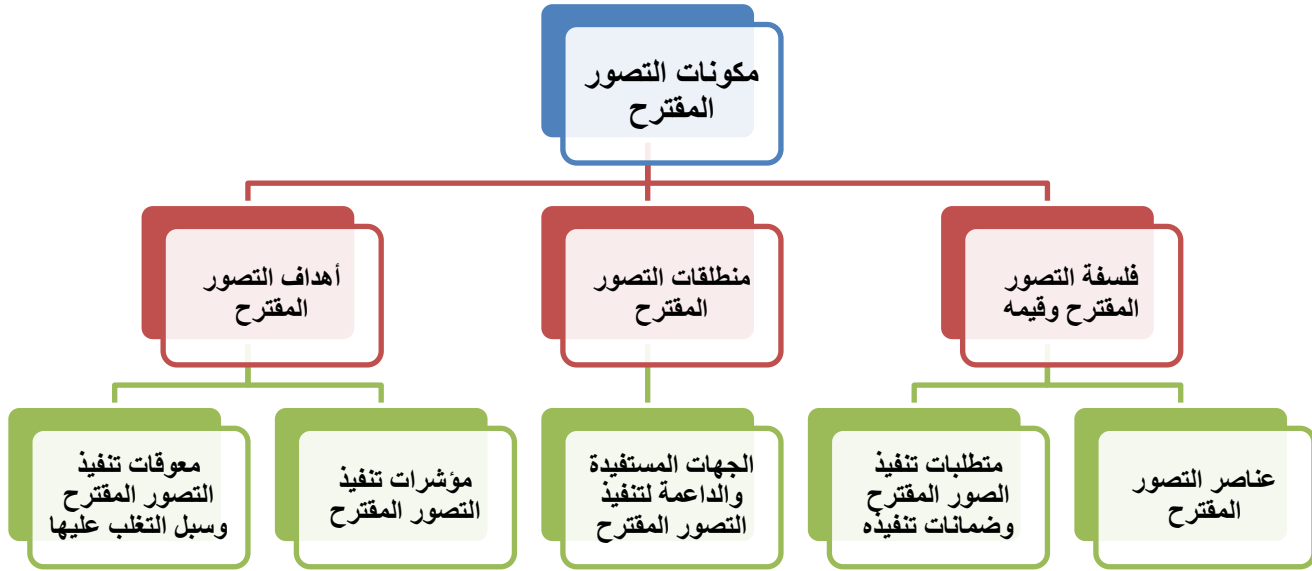 مكونات التصور
المقترح
فلسفة التصور
المقترح وقيمه
منطلقات التصور
المقترح
أهداف التصور
المقترح
عناصر التصور
المقترح
متطلبات تنفيذ
الصور المقترح
وضمانات تنفيذه
الجهات المستفيدة
والداعمة لتنفيذ
التصور المقترح
مؤشرات تنفيذ
التصور المقترح
معوقات تنفيذ
التصور المقترح
وسبل التغلب عليها